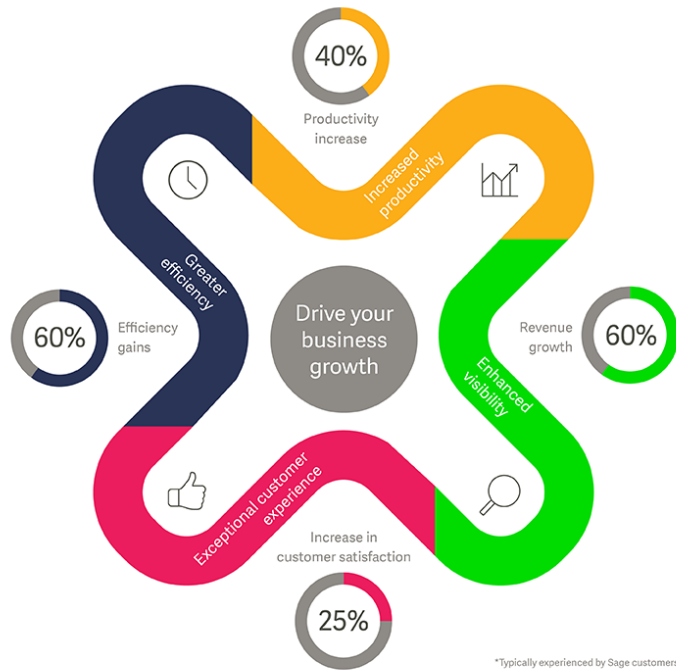 40%
Productivity
increase
Increased
productivity
Greater
efficiency
60%
Efficiency
gains
Drive your
business
growth
Revenue
growth
60%
Enhanced
visibility
Exceptional customer
experience
Increase in
customer satisfaction
25%
*Typically experienced by Sage customers